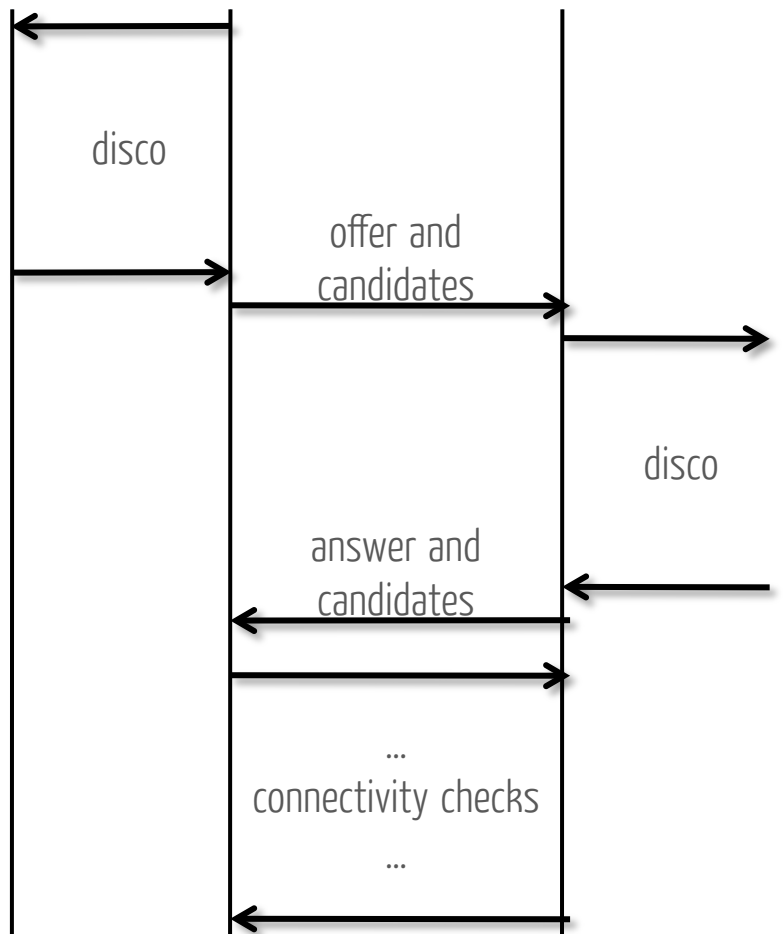 disco
offer and
candidates
disco
answer and
candidates
...
connectivity checks
...